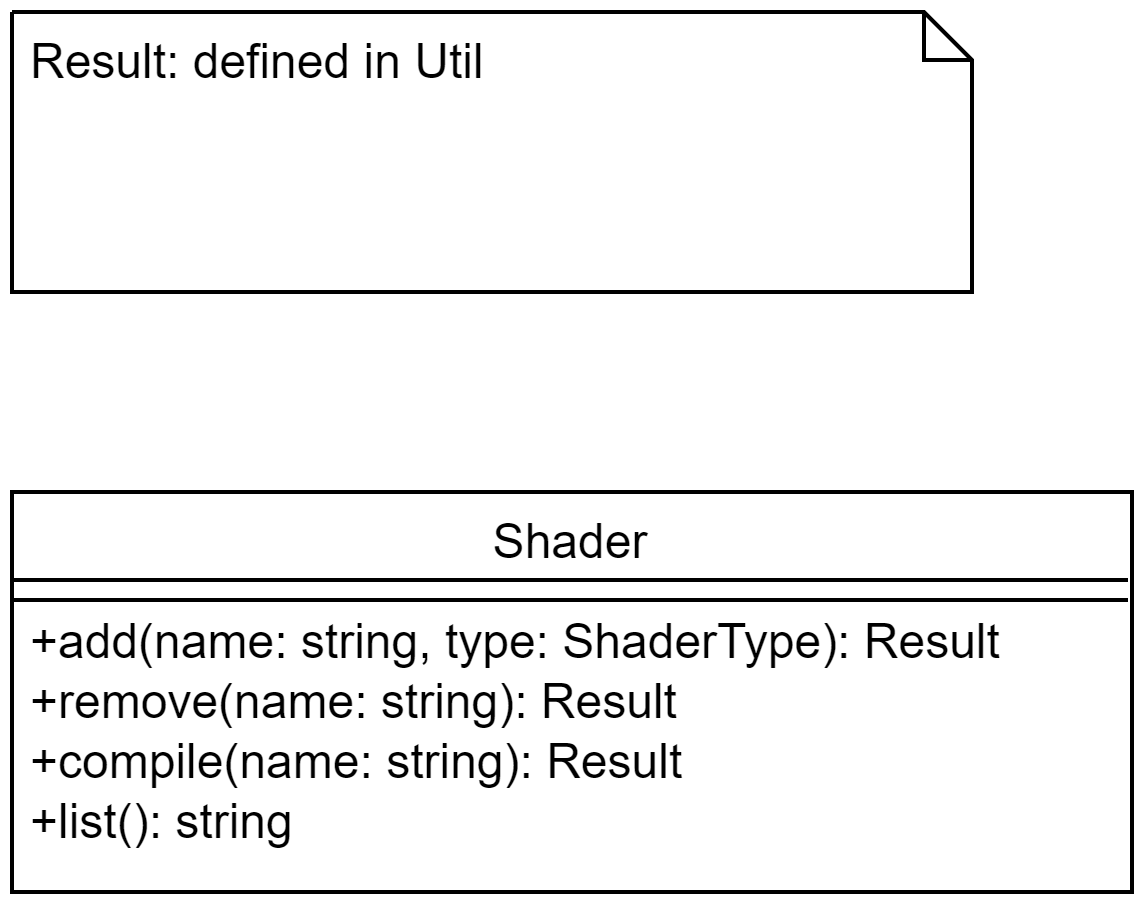 Result: defined in Util
Shader
+add(name: string, type: ShaderType): Result
+remove(name: string): Result
+compile(name: string): Result
+list(): string